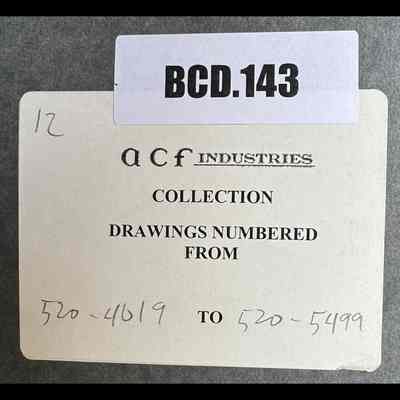 BCD.143
12
acf INDUSTRIES
COLLECTION
DRAWINGS NUMBERED
FROM
520-4619 TO 520-5499